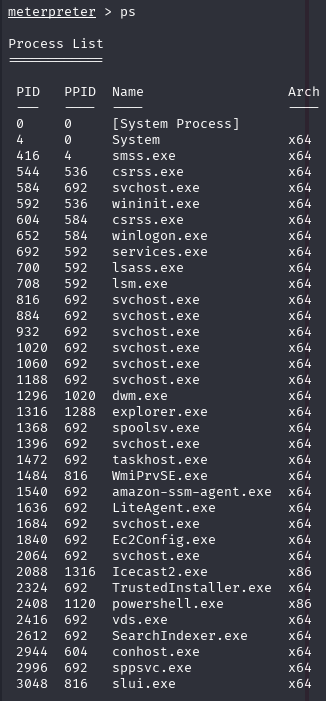 meterpreter > ps
Process List
============
PID PPID Name Arch
--- ---- ---- ----
0 0 [System Process]
4 0 System x64
416 4 smss.exe x64
544 536 csrss.exe x64
584 692 svchost.exe x64
592 536 wininit.exe x64
604 584 csrss.exe x64
652 584 winlogon.exe x64
692 592 services.exe x64
700 592 lsass.exe x64
708 592 lsm.exe x64
816 692 svchost.exe x64
884 692 svchost.exe x64
932 692 svchost.exe x64
1020 692 svchost.exe x64
1060 692 svchost.exe x64
1188 692 svchost.exe x64
1296 1020 dwm.exe x64
1316 1288 explorer.exe x64
1368 692 spoolsv.exe x64
1396 692 svchost.exe x64
1472 692 taskhost.exe x64
1484 816 WmiPrvSE.exe x64
1540 692 amazon-ssm-agent.exe x64
1636 692 LiteAgent.exe x64
1684 692 svchost.exe x64
1840 692 Ec2Config.exe x64
2064 692 svchost.exe x64
2088 1316 Icecast2.exe x86
2324 692 TrustedInstaller.exe x64
2408 1120 powershell.exe x86
2416 692 vds.exe x64
2612 692 SearchIndexer.exe x64
2944 604 conhost.exe x64
2996 692 sppsvc.exe x64
3048 816 slui.exe x64